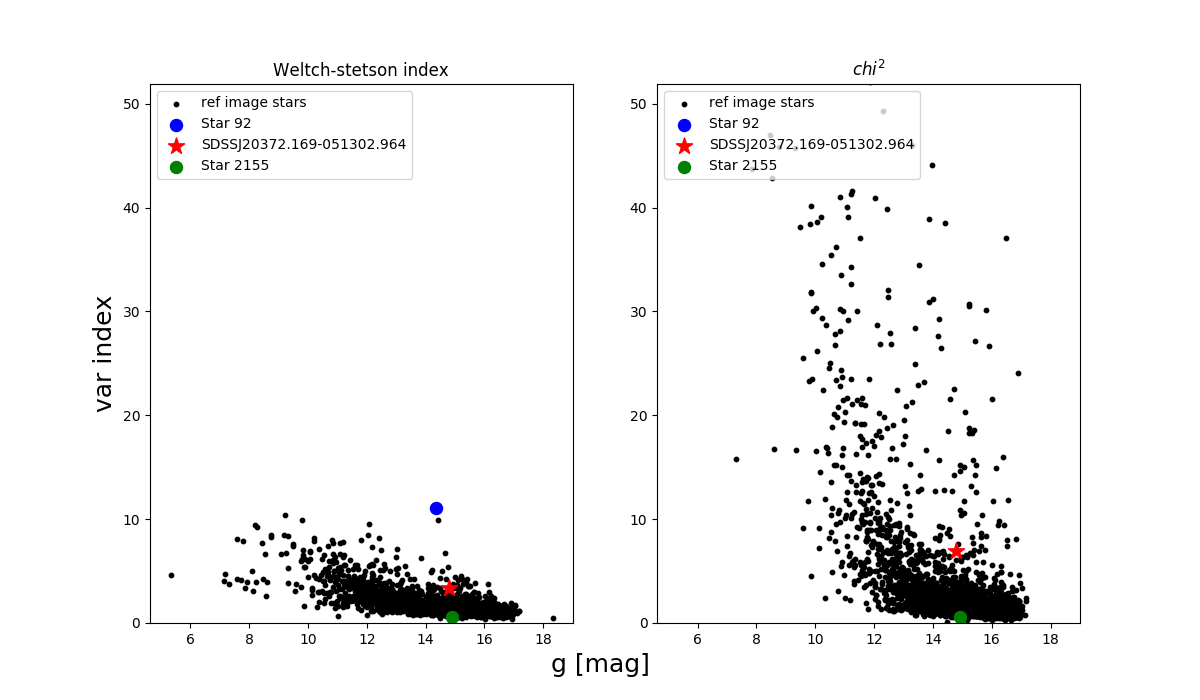 Weltch-stetson index
chi²
ref image stars
Star 92
SDSSJ20372.169-051302.964
Star 2155
ref image stars
Star 92
SDSSJ20372.169-051302.964
Star 2155
var index
50
40
30
20
10
0
6 8 10 12 14 16 18
50
40
30
20
10
0
6 8 10 12 14 16 18
g [mag]